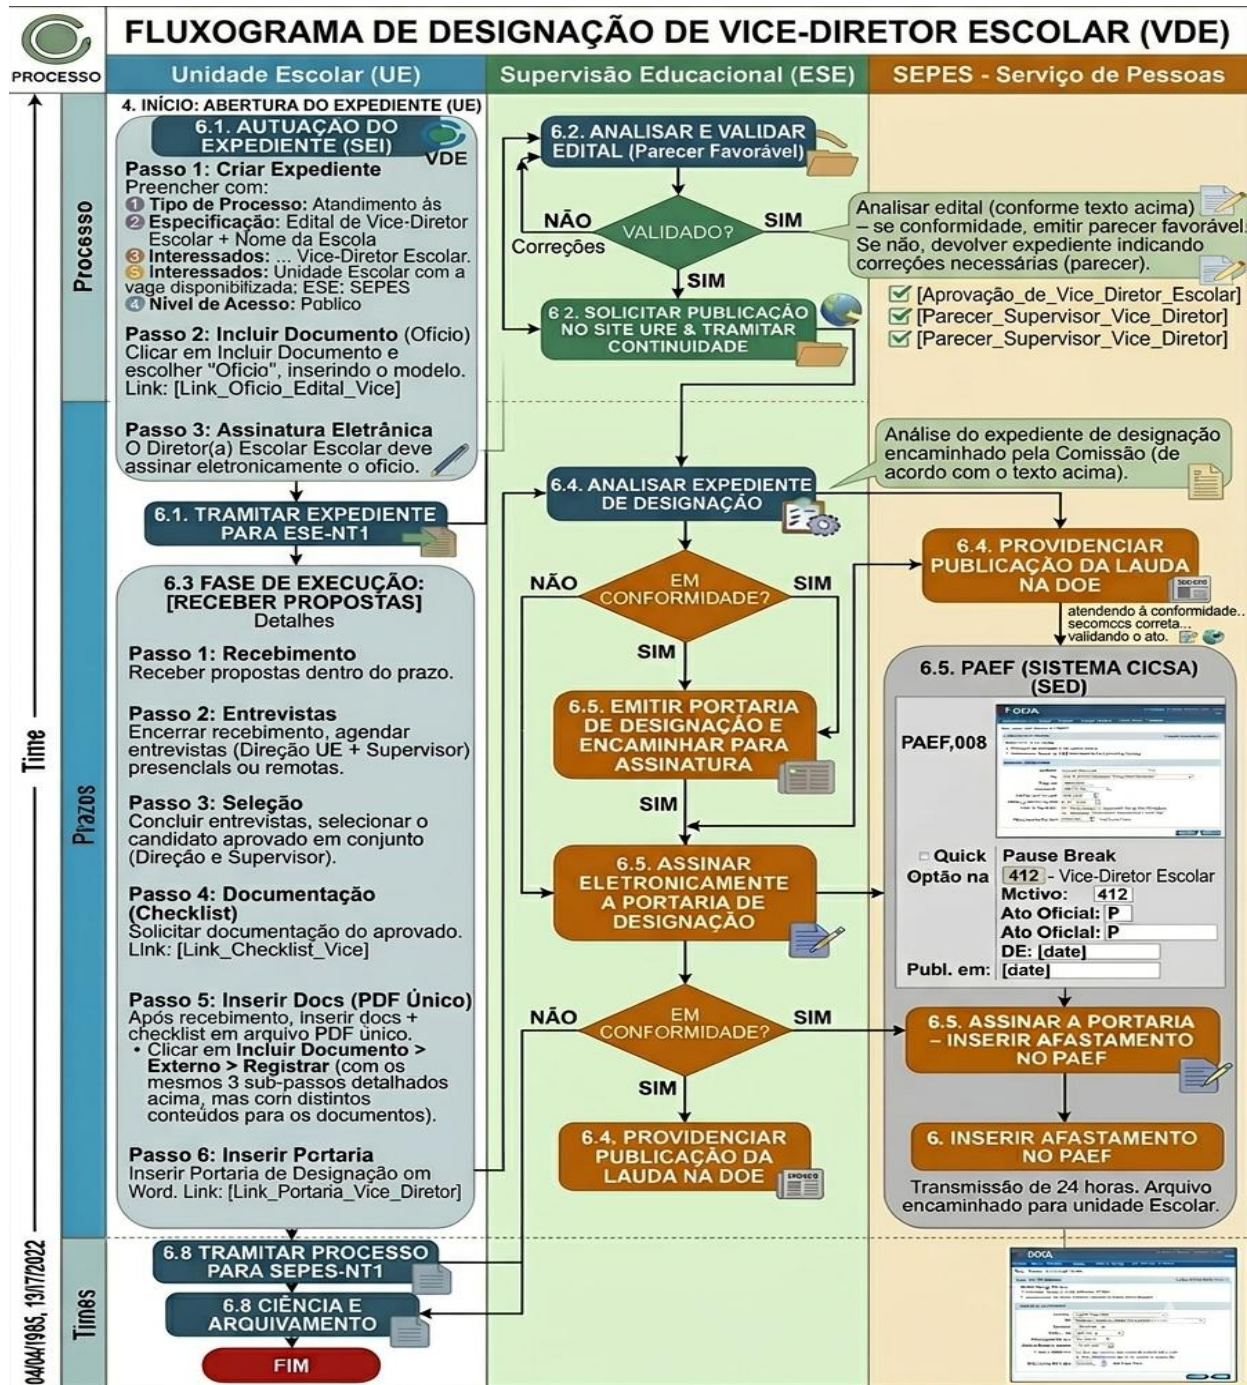 FLUXOGRAMA DE DESIGNAÇÃO DE VICE-DIRETOR ESCOLAR (VDE)
PROCESSO
Unidade Escolar (UE)
Supervisão Educacional (ESE)
SEPES - Serviço de Pessoas
Time
04/04/1985, 13/17/2022
Processo
Prazos
Times
4. INÍCIO: ABERTURA DO EXPEDIENTE (UE)
6.1. AUTUAÇÃO DO
EXPEDIENTE (SEI)
VDE
Passo 1: Criar Expediente
Preencher com:
1 Tipo de Processo: Atendimento às
2 Especificação: Edital de Vice-Diretor
Escolar + Nome da Escola
3 Interessados: ... Vice-Diretor Escolar.
5 Interessados: Unidade Escolar com a
vage disponibitizada; ESE: SEPES
4 Nível de Acesso: Público
Passo 2: Incluir Documento (Ofício)
Clicar em Incluir Documento e
escolher "Ofício", inserindo o modelo.
Link: [Link_Oficio_Edital_Vice]
Passo 3: Assinatura Eletrânica
O Diretor(a) Escolar Escolar deve
assinar eletronicamente o ofício.
6.1. TRAMITAR EXPEDIENTE
PARA ESE-NT1
6.3 FASE DE EXECUÇÃO:
[RECEBER PROPOSTAS]
Detalhes
Passo 1: Recebimento
Receber propostas dentro do prazo.
Passo 2: Entrevistas
Encerrar recebimento, agendar
entrevistas (Direção UE + Supervisor)
presenclals ou remotas.
Passo 3: Seleção
Concluir entrevistas, selecionar o
candidato aprovado em conjunto
(Direção e Supervisor).
Passo 4: Documentação
(Checklist)
Solicitar documentação do aprovado.
LInk: [Link_Checklist_Vice]
Passo 5: Inserir Docs (PDF Único)
Após recebimento, inserir docs +
checklist em arquivo PDF único.
• Clicar em Incluir Documento >
Externo > Registrar (com os
mesmos 3 sub-passos detalhados
acima, mas corn distintos
conteúdos para os documentos).
Passo 6: Inserir Pcrtaria
Inserir Portaria de Designação om
Word. Link: [Link_Portaria_Vice_Diretor]
6.8 TRAMITAR PROCESSO
PARA SEPES-NT1
6.8 CIÊNCIA E
ARQUIVAMENTO
FIM
6.2. ANALISAR E VALIDAR
EDITAL (Parecer Favorável)
NÃO
Correções
VALIDADO?
SIM
SIM
6 2. SOLICITAR PUBLICAÇÃO
NO SITE URE & TRAMITAR
CONTINUIDADE
6.4. ANALISAR EXPEDIENTE
DE DESIGNAÇÃO
NÃO
EM
CONFORMIDADE?
SIM
SIM
6.5. EMITIR PORTARIA
DE DESIGNAÇÁO E
ENCAMINHAR PARA
ASSINATURA
SIM
6.5. ASSINAR
ELETRONICAMENTE
A PORTARIA DE
DESIGNAÇÃO
NÃO
EM
CONFORMIDADE?
SIM
SIM
6.4. PROVIDENCIAR
PUBLICAÇÃO DA
LAUDA NA DOE
Analisar edital (conforme texto acima)
– se conformidade, emitir parecer favorável.
Se não, devolver expediente indicando
correções necessárias (parecer).
[Aprovação_de_Vice_Diretor_Escolar]
[Parecer_Supervisor_Vice_Diretor]
[Parecer_Supervisor_Vice_Diretor]
Análise do expediente de designação
encaminhado pela Comissão (de
acordo com o texto acima).
6.4. PROVIDENCIAR
PUBLICAÇÃO DA LAUDA
NA DOE
atendendo à conformidade..
secomccs correta...
validando o ato.
6.5. PAEF (SISTEMA CICSA)
(SED)
PAEF,008
Quick
Pause Break
Optão na
412 - Vice-Diretor Escolar
Mctivo: 412
Ato Oficial: P
Ato Oficial: P
DE: [date]
Publ. em: [date]
6.5. ASSINAR A PORTARIA
– INSERIR AFASTAMENTO
NO PAEF
6. INSERIR AFASTAMENTO
NO PAEF
Transmissão de 24 horas. Arquivo
encaminhado para unidade Escolar.